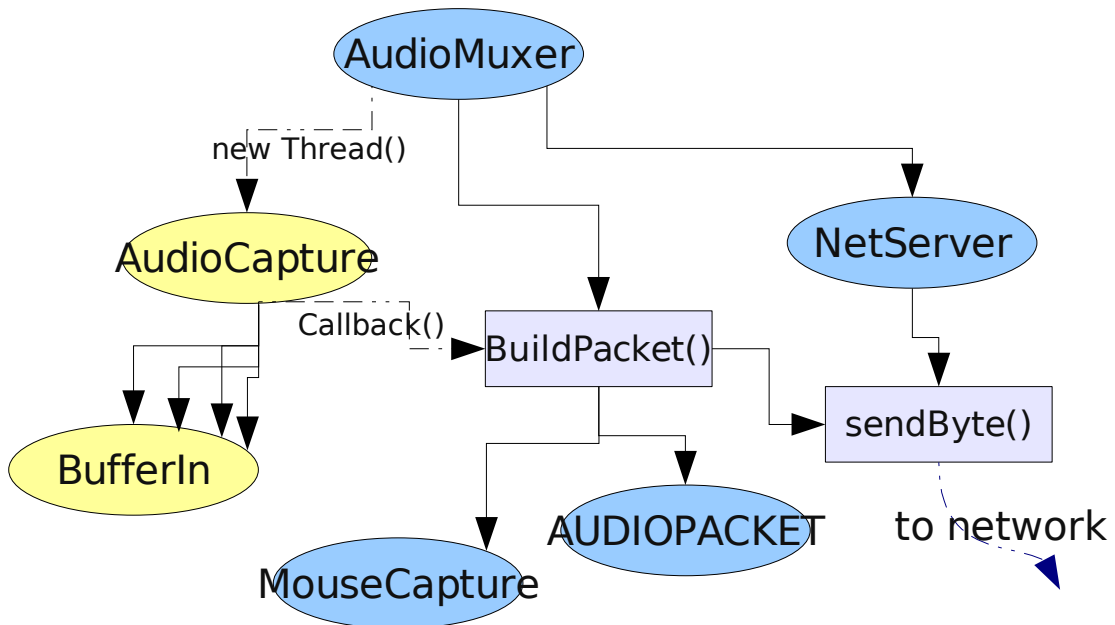 AudioMuxer
new Thread()
AudioCapture
NetServer
Callback()
BuildPacket()
sendByte()
BufferIn
AUDIOPACKET
to network
MouseCapture